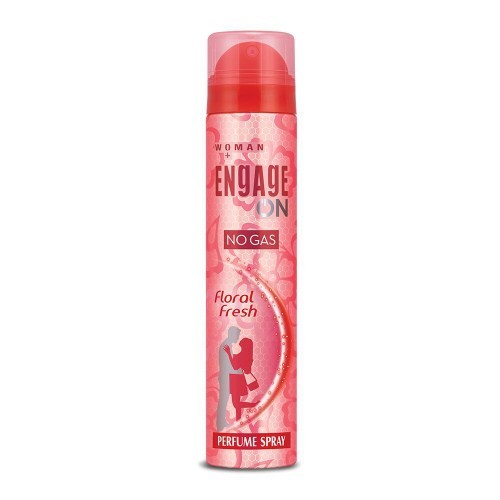 WOMAN
+
ENGAGE
ON
NO GAS
Floral
Fresh
PERFUME SPRAY